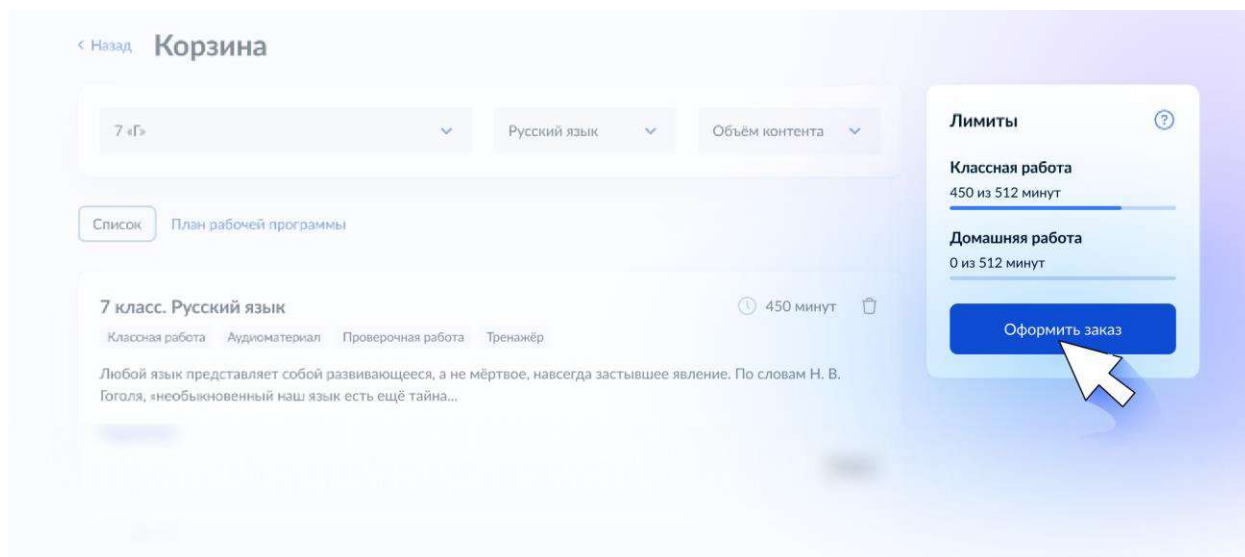 < Назад Корзина
7 «Г» Русский язык Объём контента
Список План рабочей программы
7 класс. Русский язык 450 минут
Классная работа Аудиоматериал Проверочная работа Тренажёр
Любой язык представляет собой развивающееся, а не мёртвое, навсегда застывшее явление. По словам Н. В.
Гоголя, «необыкновенный наш язык есть ещё тайна...
Лимиты ?
Классная работа
450 из 512 минут
Домашняя работа
0 из 512 минут
Оформить заказ